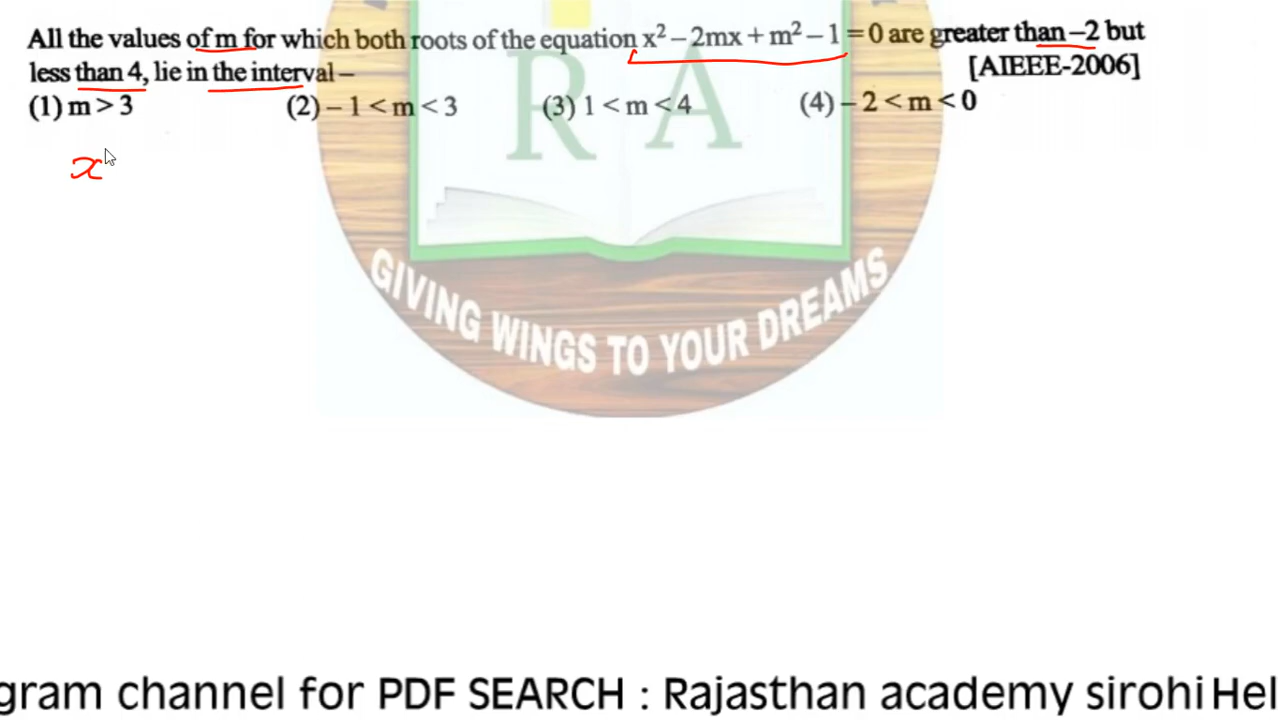 All the values of m for which both roots of the equation x² – 2mx + m² – 1 = 0 are greater than –2 but
less than 4, lie in the interval – [AIEEE-2006]
(1) m > 3 (2) – 1 < m < 3 (3) 1 < m < 4 (4) – 2 < m < 0
x
R A
GIVING WINGS TO YOUR DREAMS
gram channel for PDF SEARCH : Rajasthan academy sirohi Hel